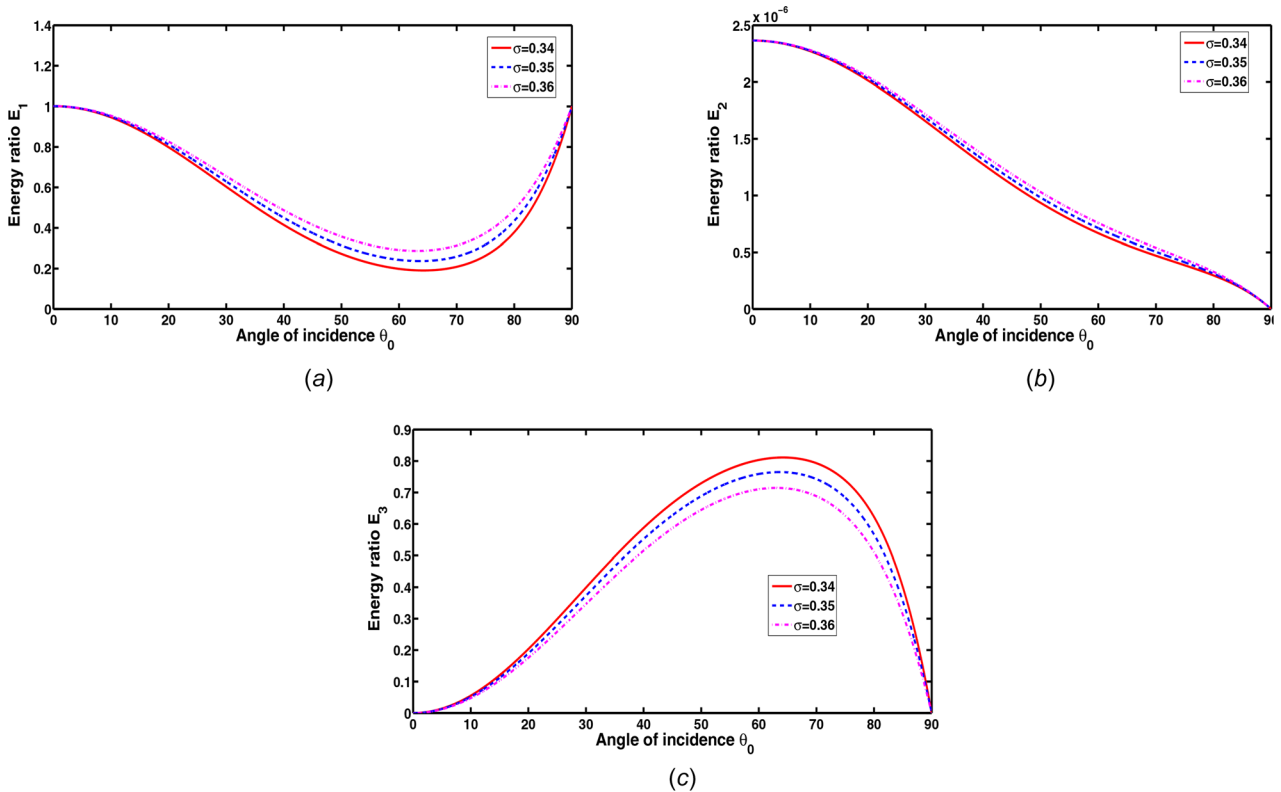 1.4
1.2
1
0.8
0.6
0.4
0.2
0
Energy ratio E1
σ=0.34
σ=0.35
σ=0.36
0 10 20 30 40 50 60 70 80 90
Angle of incidence θ0
(a)
x 10−6
2.5
2
1.5
1
0.5
0
Energy ratio E2
σ=0.34
σ=0.35
σ=0.36
0 10 20 30 40 50 60 70 80 90
Angle of incidence θ0
(b)
0.9
0.8
0.7
0.6
0.5
0.4
0.3
0.2
0.1
0
Energy ratio E3
σ=0.34
σ=0.35
σ=0.36
0 10 20 30 40 50 60 70 80 90
Angle of incidence θ0
(c)